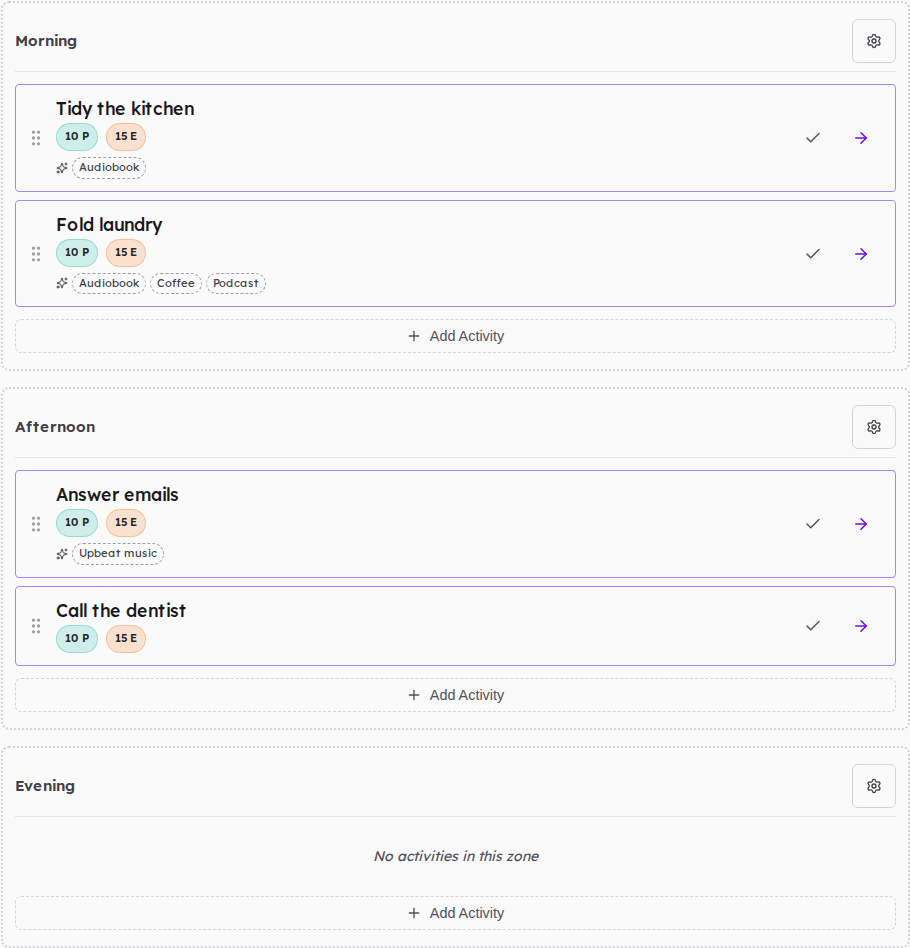 Morning
Tidy the kitchen
10 P 15 E
Audiobook
Fold laundry
10 P 15 E
Audiobook Coffee Podcast
+ Add Activity
Afternoon
Answer emails
10 P 15 E
Upbeat music
Call the dentist
10 P 15 E
+ Add Activity
Evening
No activities in this zone
+ Add Activity